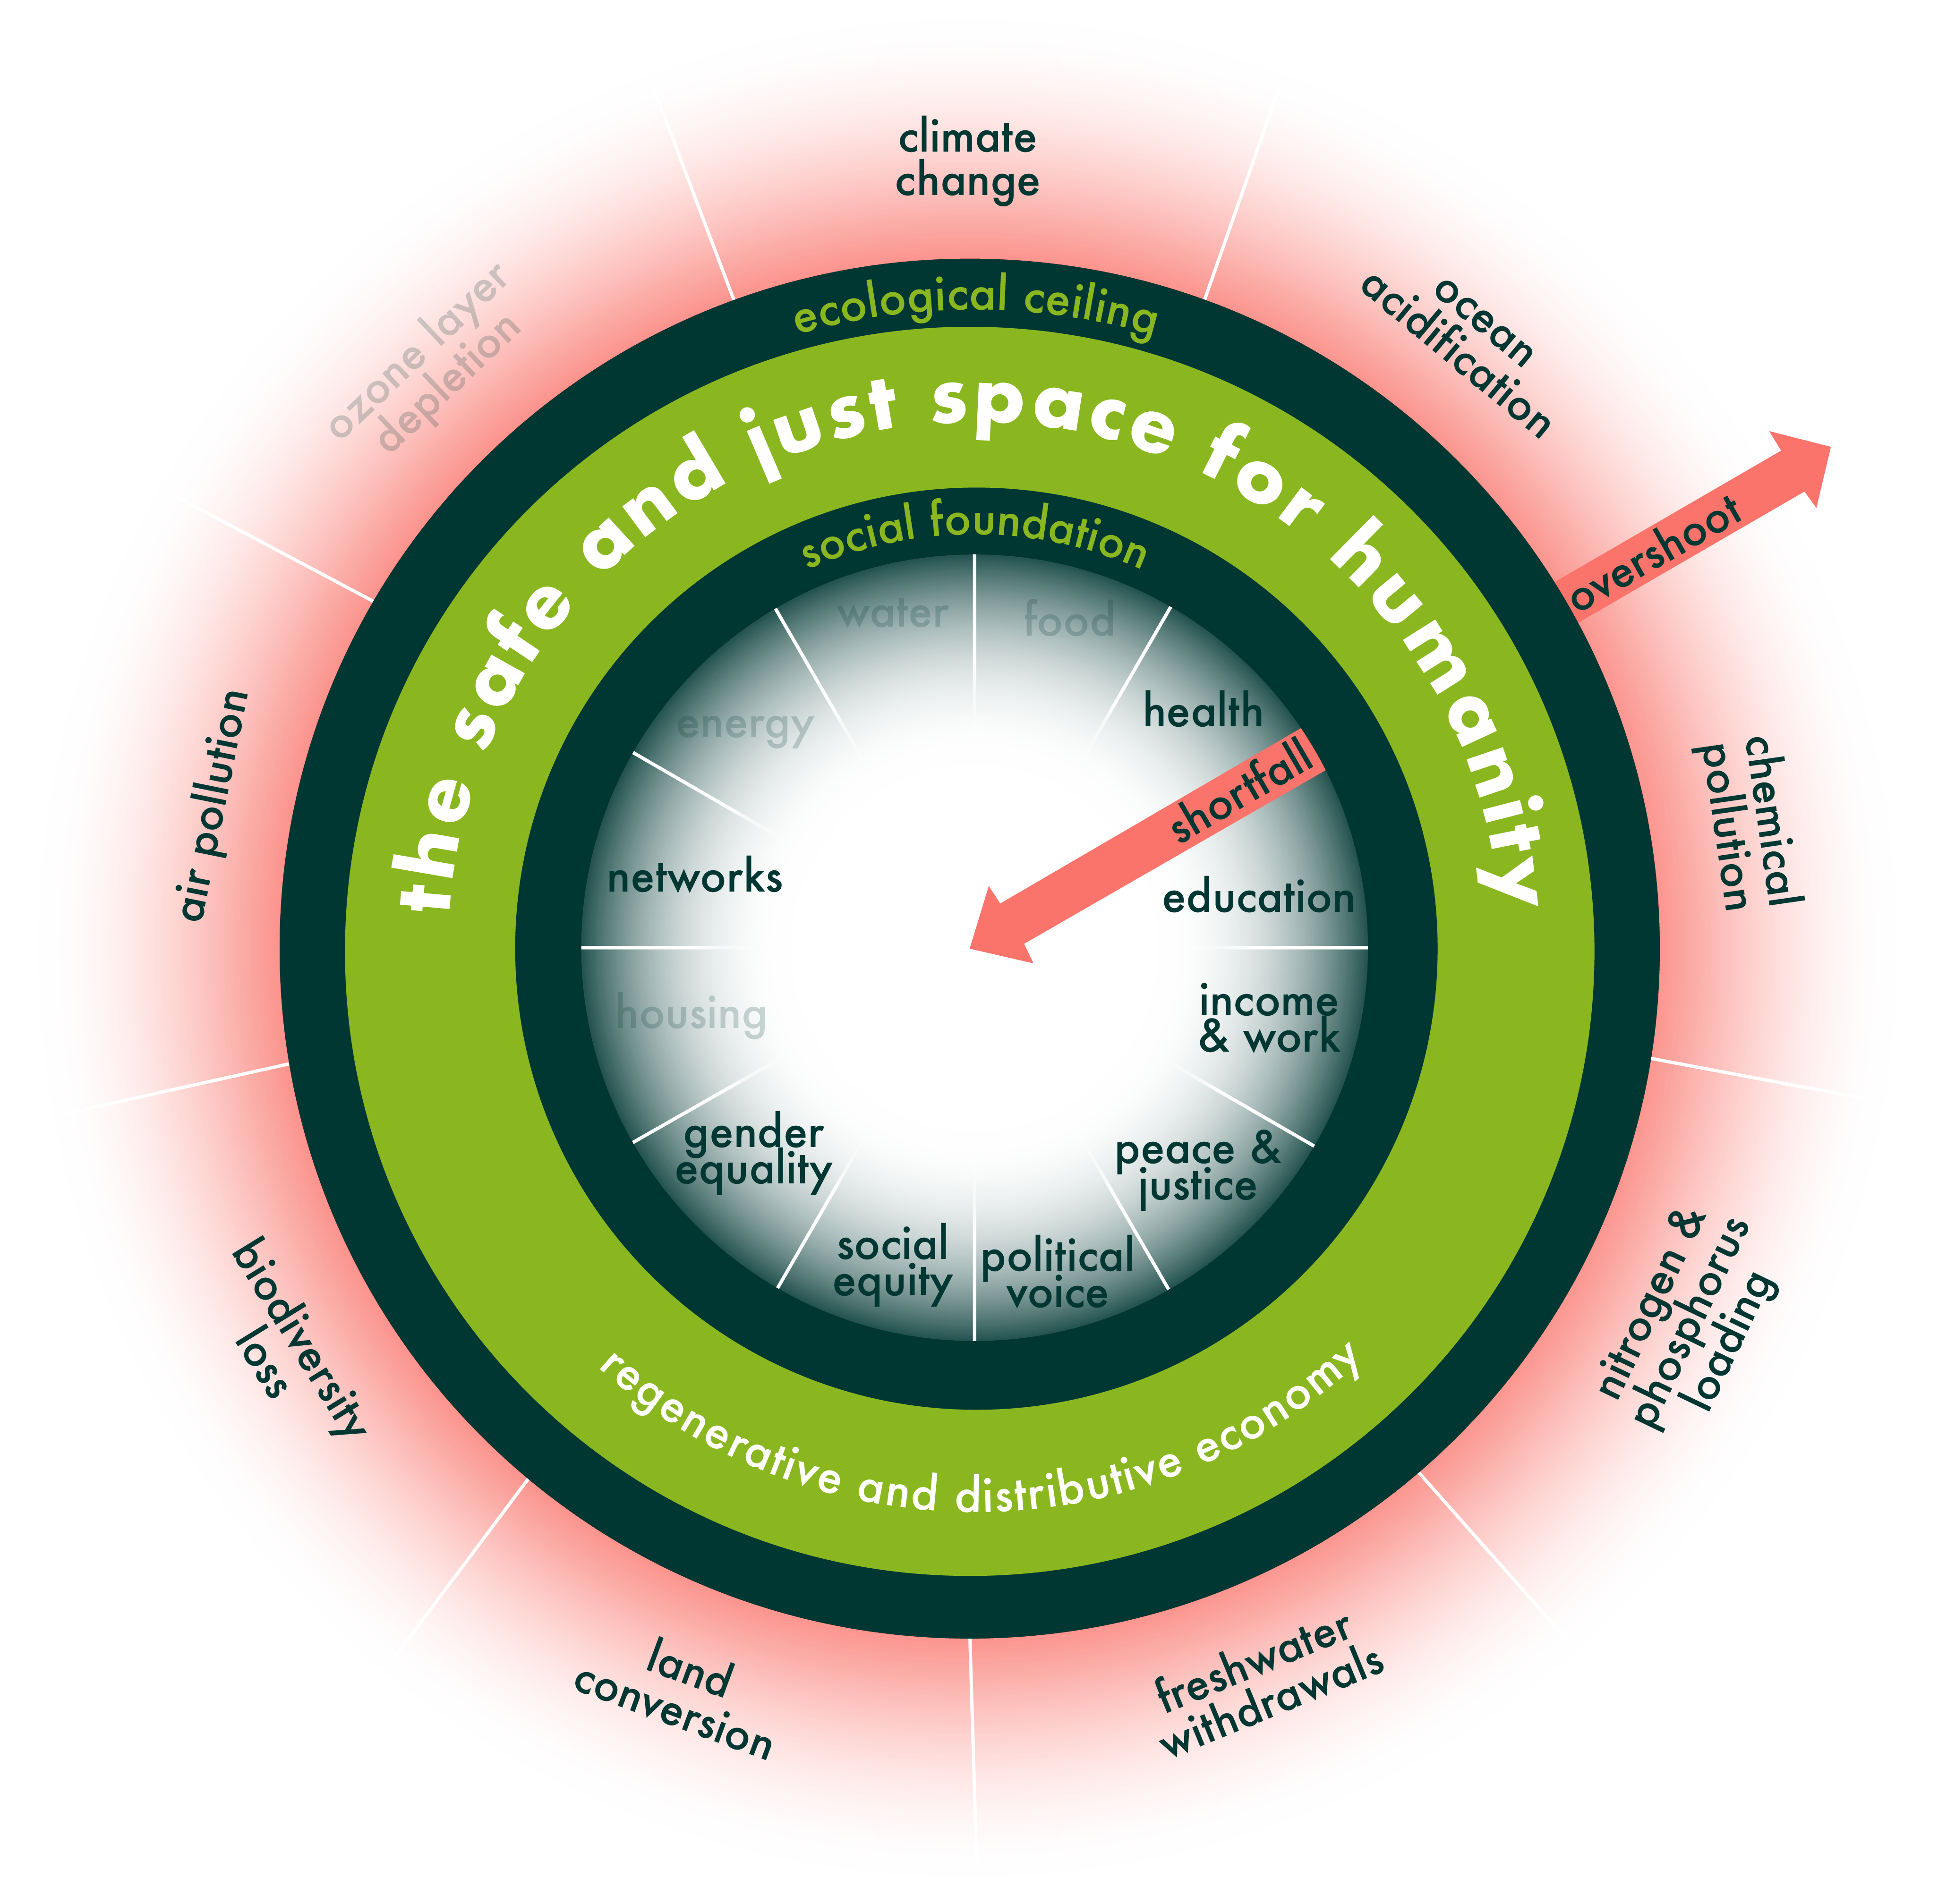 climate
change
ocean
acidification
overshoot
chemical
pollution
nitrogen &
phosphorus
loading
freshwater
withdrawals
land
conversion
biodiversity
loss
air pollution
ozone layer
depletion
ecological ceiling
the safe and just space for humanity
social foundation
water
food
health
shortfall
education
income
& work
peace &
justice
political
voice
social
equity
gender
equality
housing
networks
energy
regenerative and distributive economy